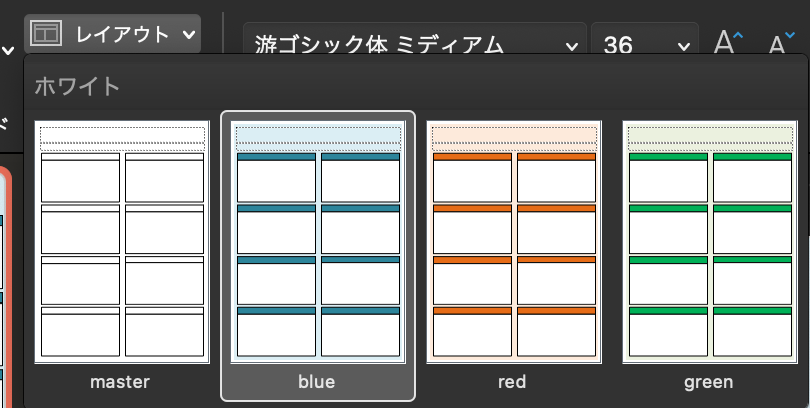 レイアウト
游ゴシック体 ミディアム
36
A
A
ド
ホワイト
master
blue
red
green